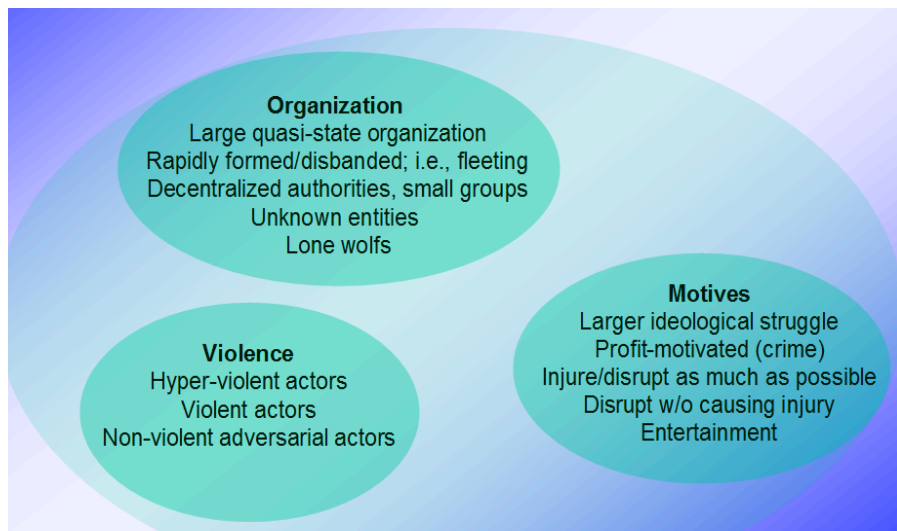 Organization
Large quasi-state organization
Rapidly formed/disbanded; i.e., fleeting
Decentralized authorities, small groups
Unknown entities
Lone wolfs
Violence
Hyper-violent actors
Violent actors
Non-violent adversarial actors
Motives
Larger ideological struggle
Profit-motivated (crime)
Injure/disrupt as much as possible
Disrupt w/o causing injury
Entertainment